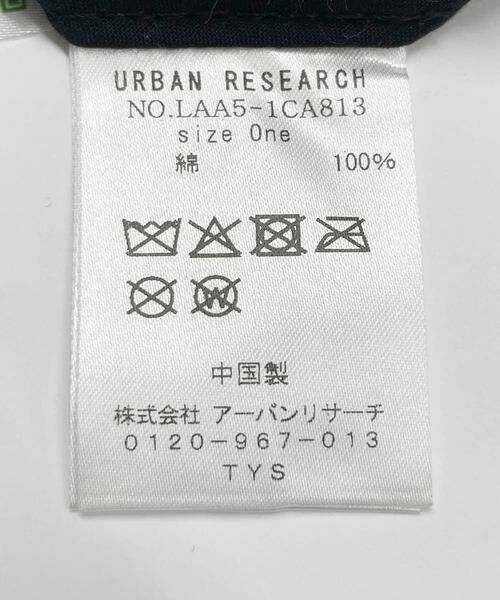 URBAN RESEARCH
NO.LAA5-1CA813
size One
綿 100%
中国製
株式会社 アーバンリサーチ
0120-967-013
TYS